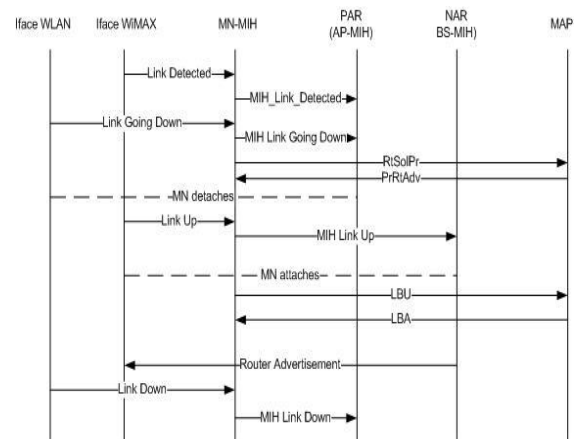 Iface WLAN Iface WiMAX MN-MIH PAR NAR MAP
(AP-MIH) BS-MIH)
Link Detected
MIH_Link_Detected
Link Going Down
MIH Link Going Down
RtSolPr
PrRtAdv
MN detaches
Link Up
MIH Link Up
MN attaches
LBU
LBA
Router Advertisement
Link Down
MIH Link Down